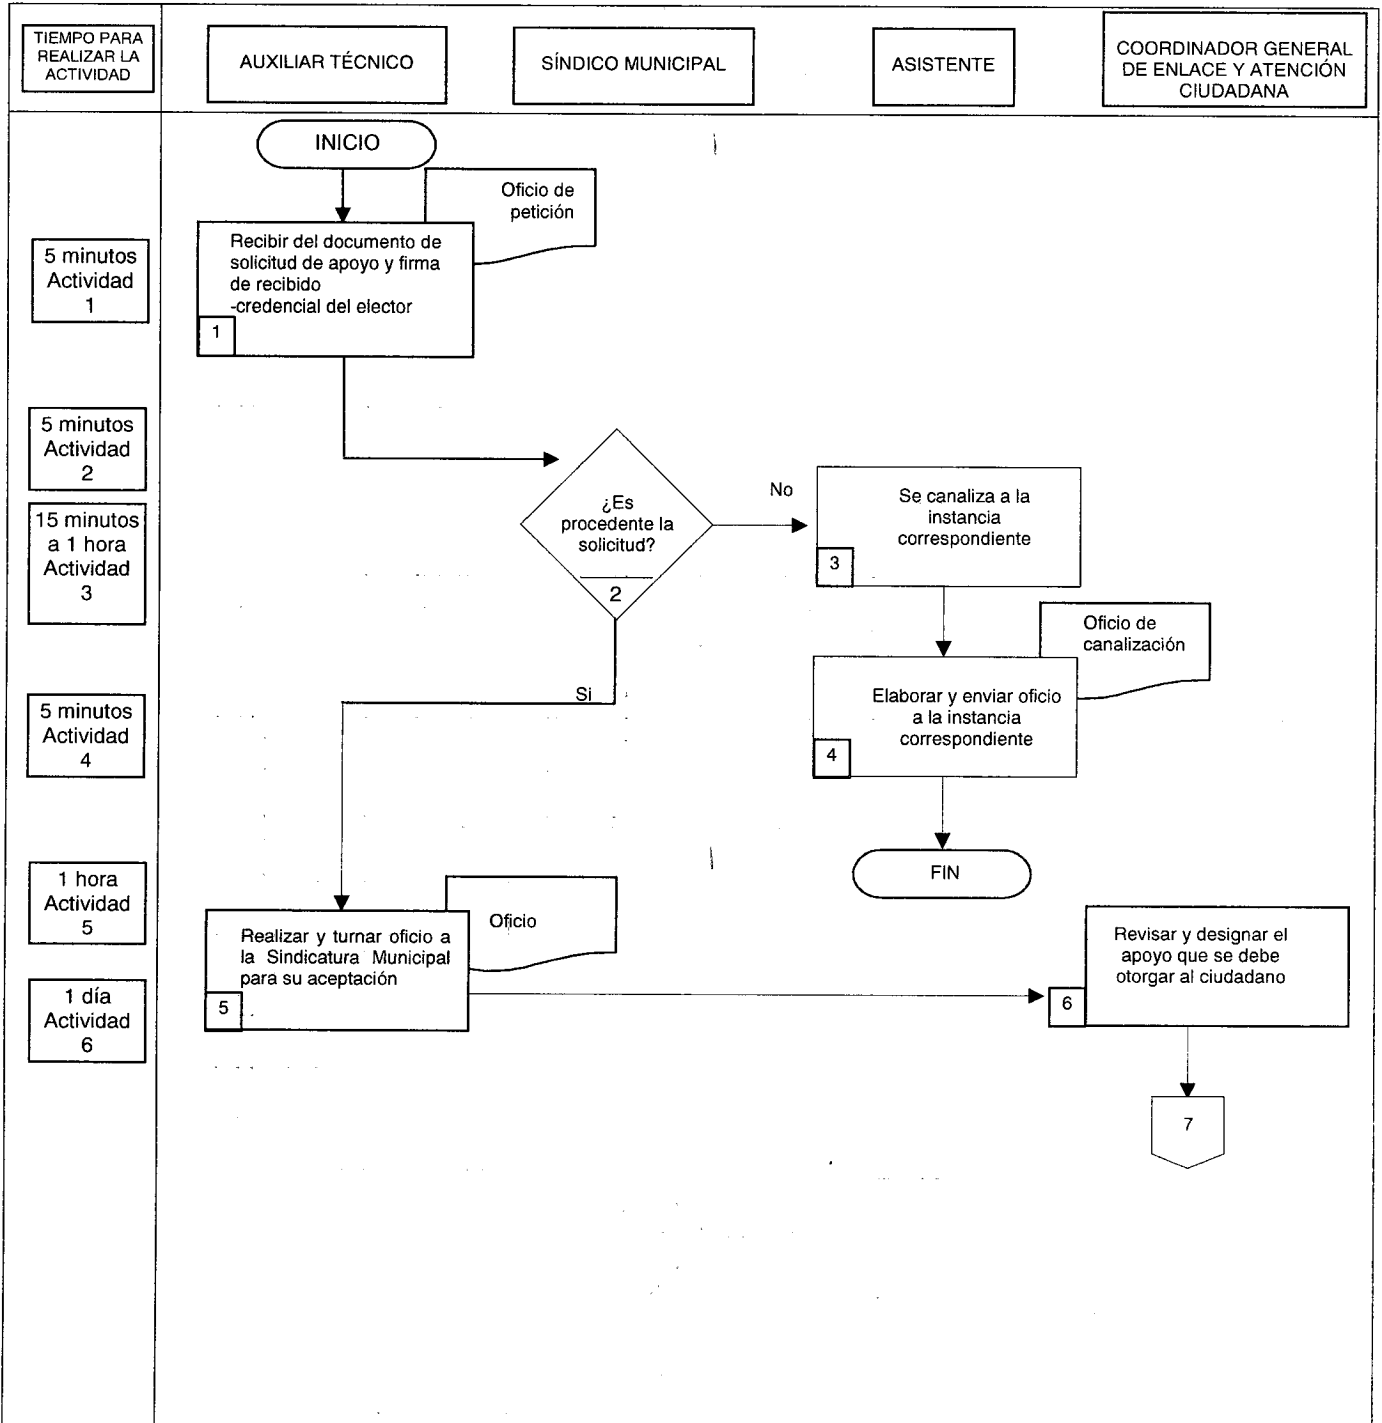 TIEMPO PARA
REALIZAR LA
ACTIVIDAD
AUXILIAR TÉCNICO
SÍNDICO MUNICIPAL
ASISTENTE
COORDINADOR GENERAL
DE ENLACE Y ATENCIÓN
CIUDADANA
INICIO
Oficio de
petición
5 minutos
Actividad
1
Recibir del documento de
solicitud de apoyo y firma
de recibido
-credencial del elector
1
5 minutos
Actividad
2
15 minutos
a 1 hora
Actividad
3
¿Es
procedente la
solicitud?
2
No
Se canaliza a la
instancia
correspondiente
3
Si
Oficio de
canalización
5 minutos
Actividad
4
Elaborar y enviar oficio
a la instancia
correspondiente
4
FIN
1 hora
Actividad
5
Oficio
Realizar y turnar oficio a
la Sindicatura Municipal
para su aceptación
5
1 día
Actividad
6
Revisar y designar el
apoyo que se debe
otorgar al ciudadano
6
7